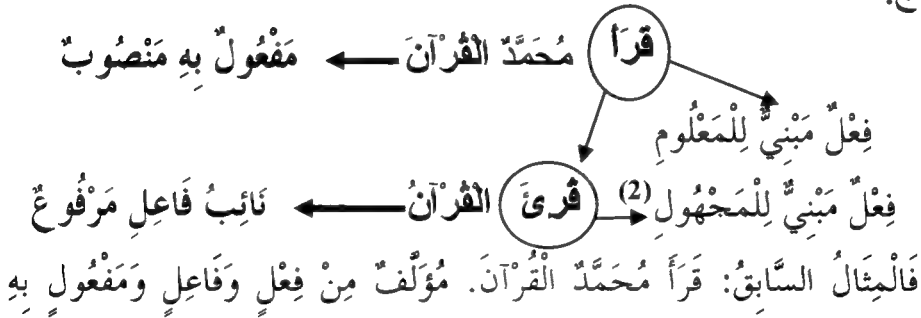 قَرَأَ مُحَمَّدٌ الْقُرْآنَ مَفْعُولٌ بِهِ مَنْصُوبٌ
فِعْلٌ مَبْنِيٌّ لِلْمَعْلُومِ
فِعْلٌ مَبْنِيٌّ لِلْمَجْهُولِ (2) قُرِئَ الْقُرْآنُ نَائِبُ فَاعِلٍ مَرْفُوعٌ
فَالْمِثَالُ السَّابِقُ: قَرَأَ مُحَمَّدٌ الْقُرْآنَ. مُؤَلَّفٌ مِنْ فِعْلٍ وَفَاعِلٍ وَمَفْعُولٍ بِهِ